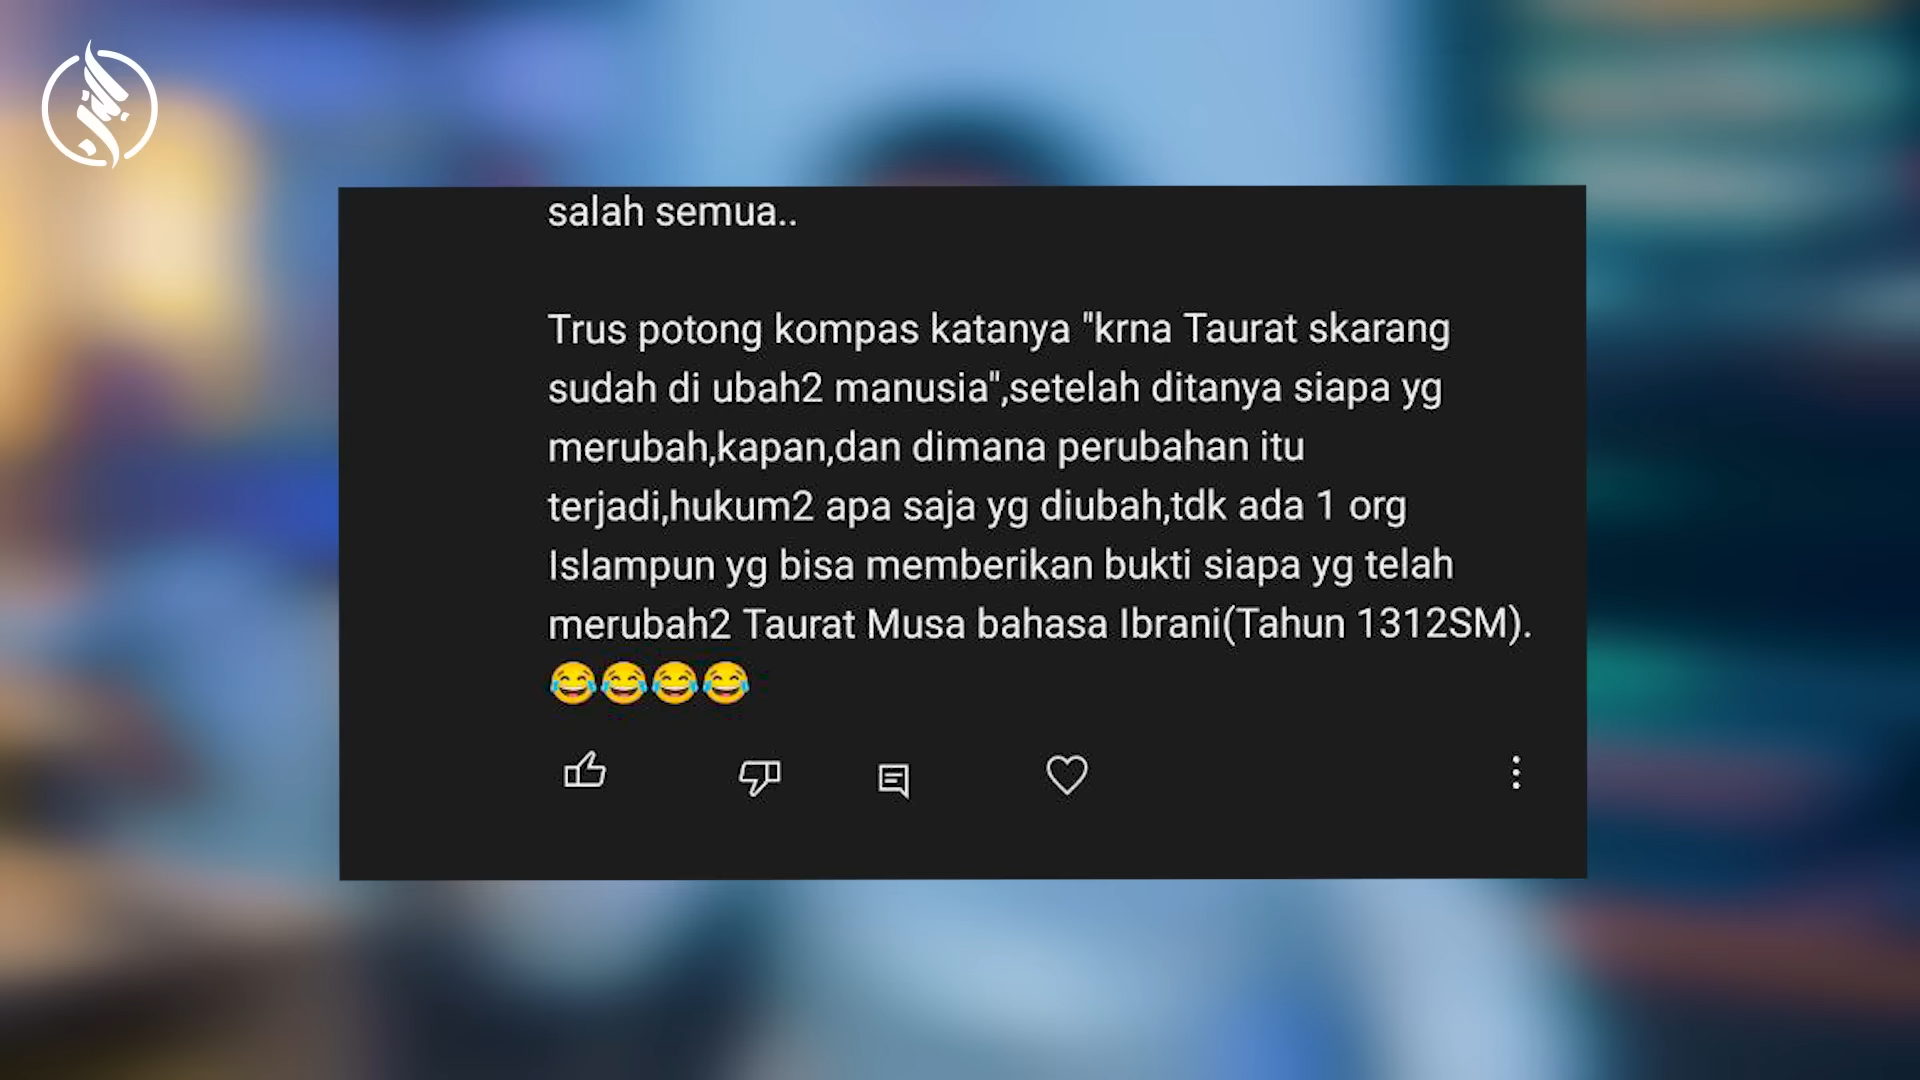 salah semua..
Trus potong kompas katanya "krna Taurat skarang
sudah di ubah2 manusia",setelah ditanya siapa yg
merubah,kapan,dan dimana perubahan itu
terjadi,hukum2 apa saja yg diubah,tdk ada 1 org
Islampun yg bisa memberikan bukti siapa yg telah
merubah2 Taurat Musa bahasa Ibrani(Tahun 1312SM).
😂😂😂😂